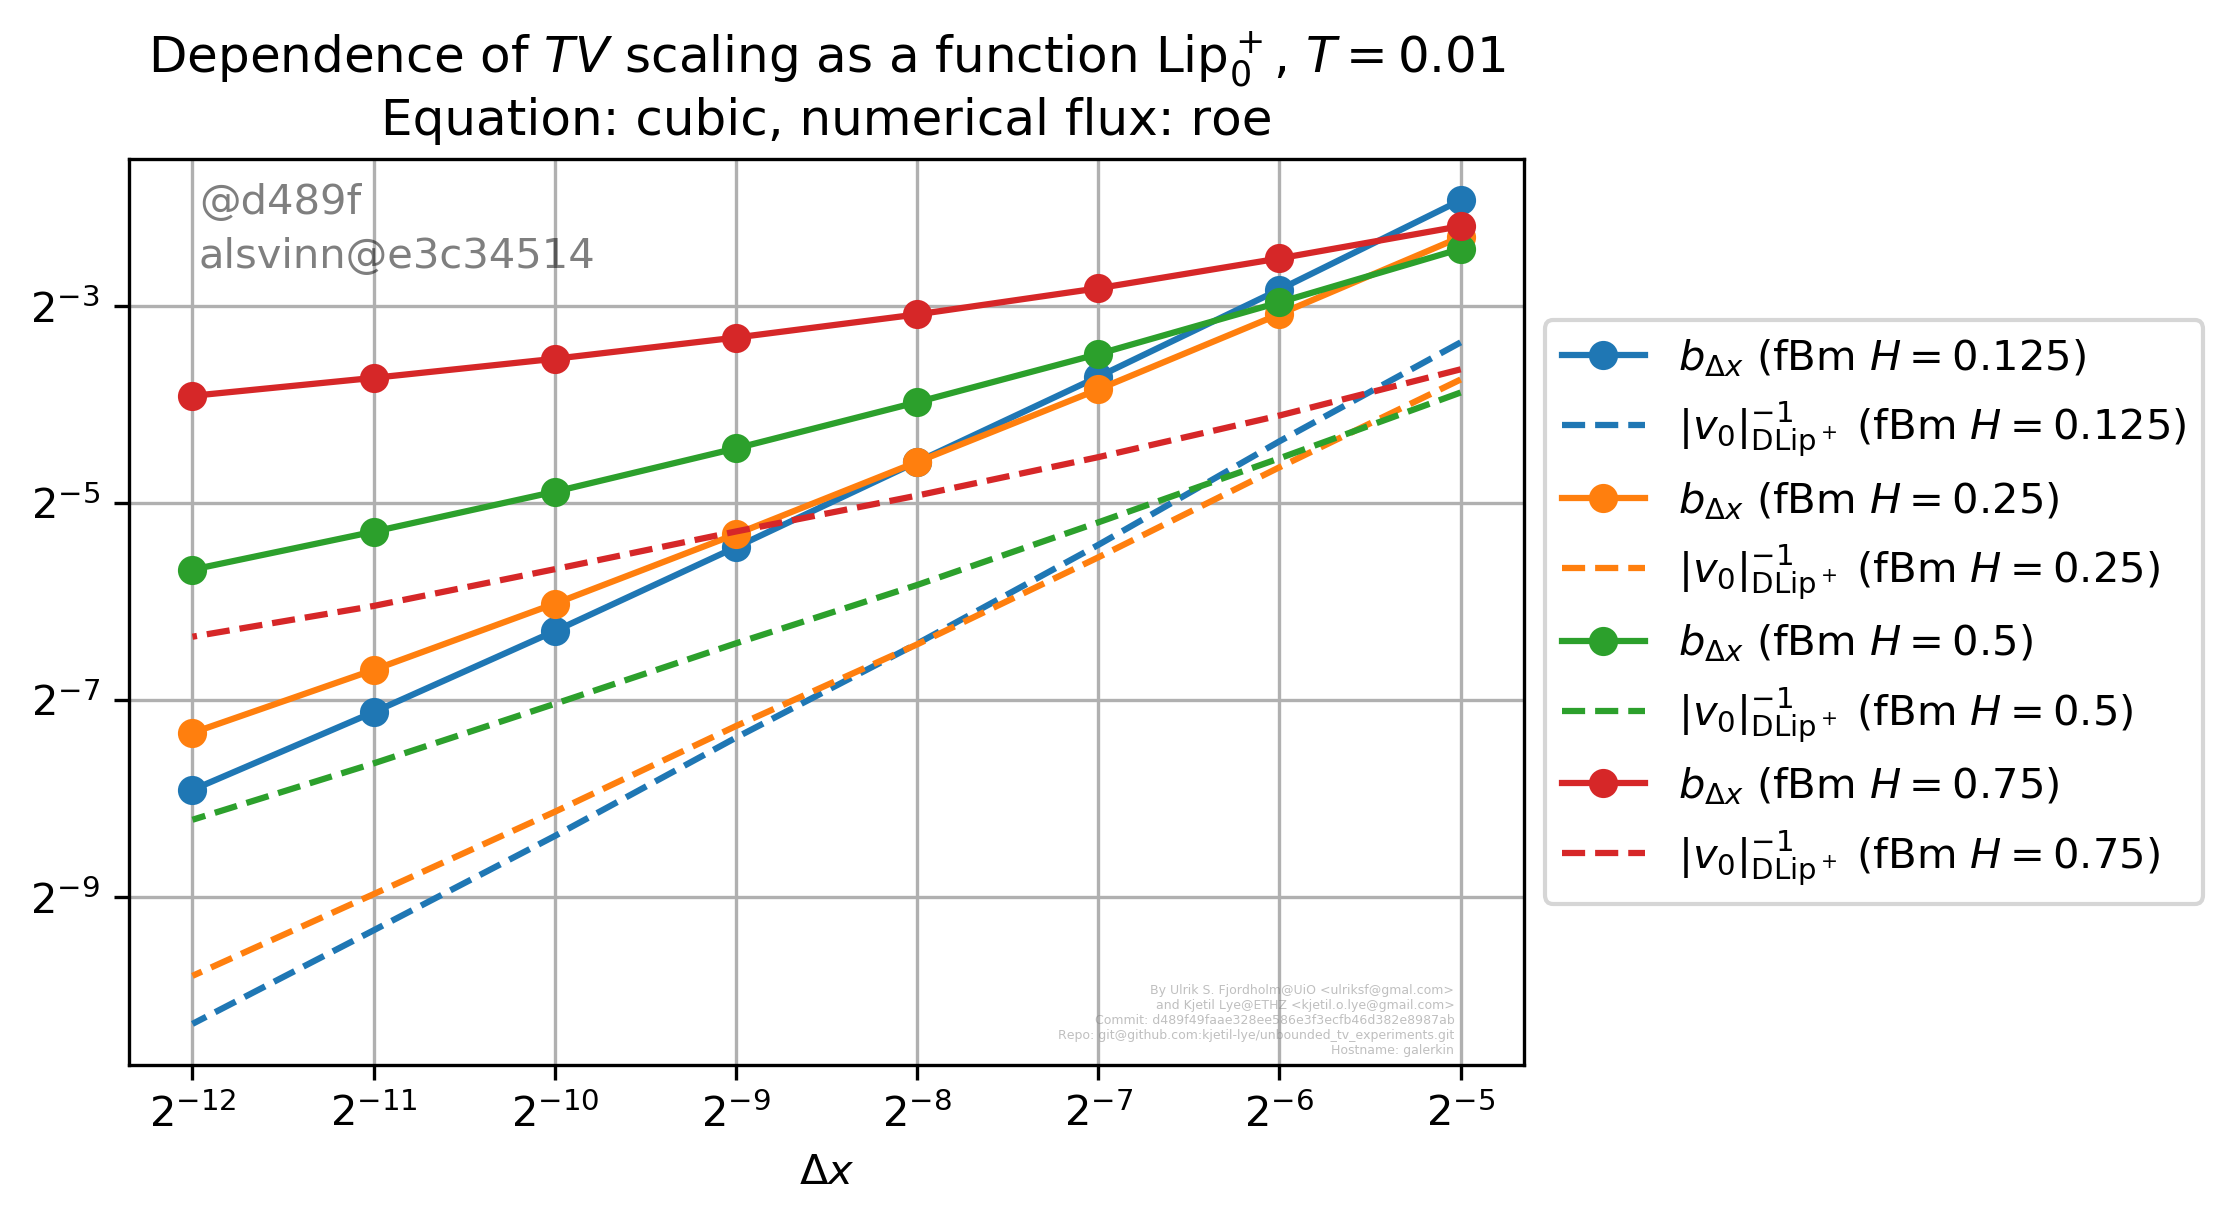 Dependence of TV scaling as a function Lip₀⁺, T = 0.01
Equation: cubic, numerical flux: roe
@d489f
alsvinn@e3c34514
2⁻³
2⁻⁵
2⁻⁷
2⁻⁹
By Ulrik S. Fjordholm@UiO <ulriksf@gmal.com>
and Kjetil Lye@ETHZ <kjetil.o.lye@gmail.com>
Commit: d489f49faae328ee586e3f3ecfb46d382e8987ab
Repo: git@github.com:kjetil-lye/unbounded_tv_experiments.git
Hostname: galerkin
2⁻¹² 2⁻¹¹ 2⁻¹⁰ 2⁻⁹ 2⁻⁸ 2⁻⁷ 2⁻⁶ 2⁻⁵
Δx
b_Δx (fBm H = 0.125)
|v₀|⁻¹_DLip⁺ (fBm H = 0.125)
b_Δx (fBm H = 0.25)
|v₀|⁻¹_DLip⁺ (fBm H = 0.25)
b_Δx (fBm H = 0.5)
|v₀|⁻¹_DLip⁺ (fBm H = 0.5)
b_Δx (fBm H = 0.75)
|v₀|⁻¹_DLip⁺ (fBm H = 0.75)